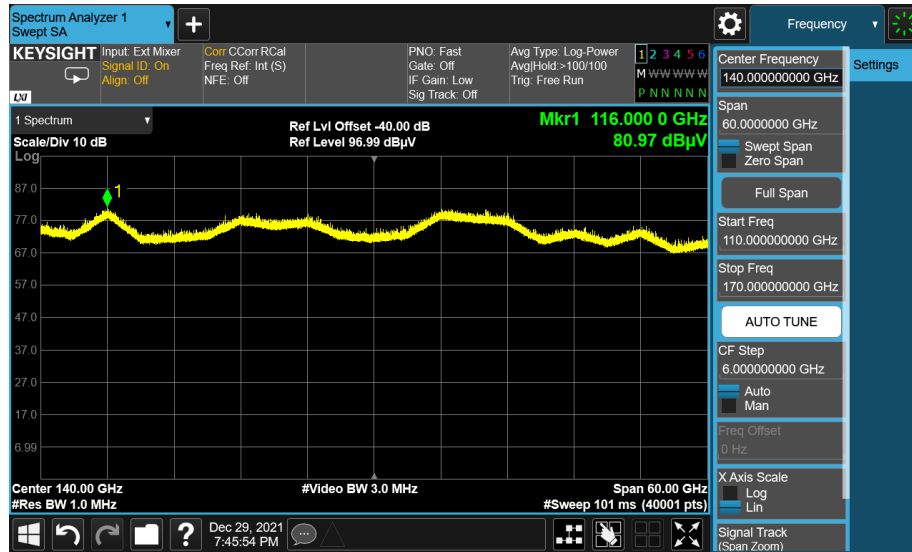 Spectrum Analyzer 1
Swept SA
Frequency
KEYSIGHT
LXI
Input: Ext Mixer
Signal ID: On
Align: Off
Corr CCorr RCal
Freq Ref: Int (S)
NFE: Off
PNO: Fast
Gate: Off
IF Gain: Low
Sig Track: Off
Avg Type: Log-Power
Avg|Hold:>100/100
Trig: Free Run
1 2 3 4 5 6
M W W W W W
P N N N N N
1 Spectrum
Scale/Div 10 dB
Log
Ref Lvl Offset -40.00 dB
Ref Level 96.99 dBµV
Mkr1 116.000 0 GHz
80.97 dBµV
1
87.0
77.0
67.0
57.0
47.0
37.0
27.0
17.0
6.99
Center 140.00 GHz
#Res BW 1.0 MHz
#Video BW 3.0 MHz
Span 60.00 GHz
#Sweep 101 ms (40001 pts)
Dec 29, 2021
7:45:54 PM
Center Frequency
140.000000000 GHz
Settings
Span
60.0000000 GHz
Swept Span
Zero Span
Full Span
Start Freq
110.000000000 GHz
Stop Freq
170.000000000 GHz
AUTO TUNE
CF Step
6.000000000 GHz
Auto
Man
Freq Offset
0 Hz
X Axis Scale
Log
Lin
Signal Track
(Span Zoom)